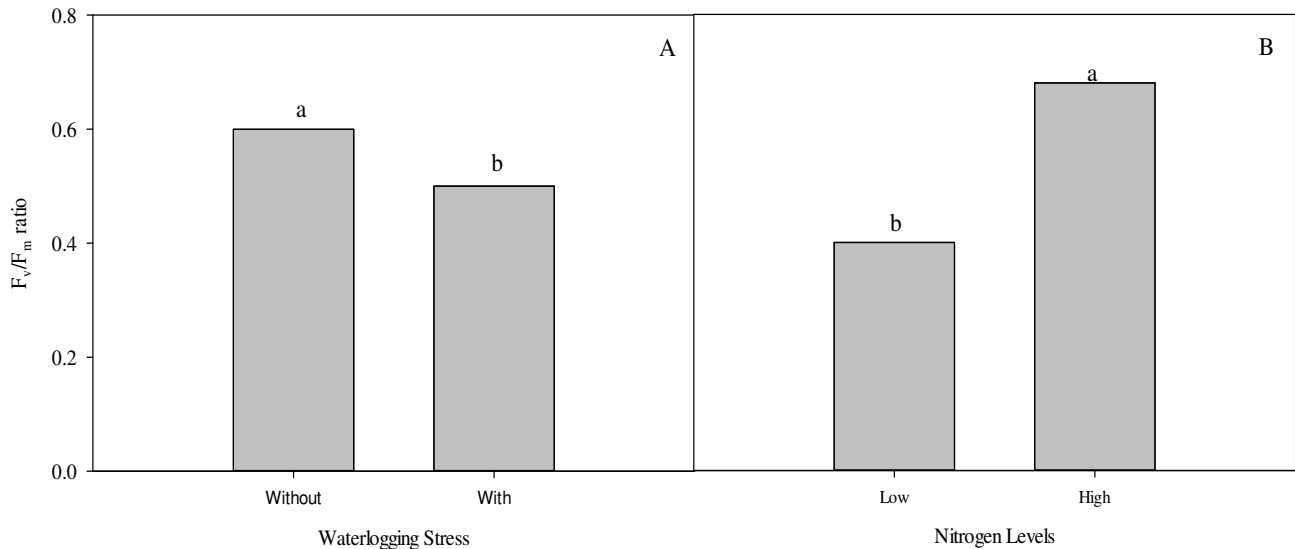 0.8
0.6
0.4
0.2
0.0
Fv/Fm ratio
A
a
b
Without
With
Waterlogging Stress
B
b
a
Low
High
Nitrogen Levels